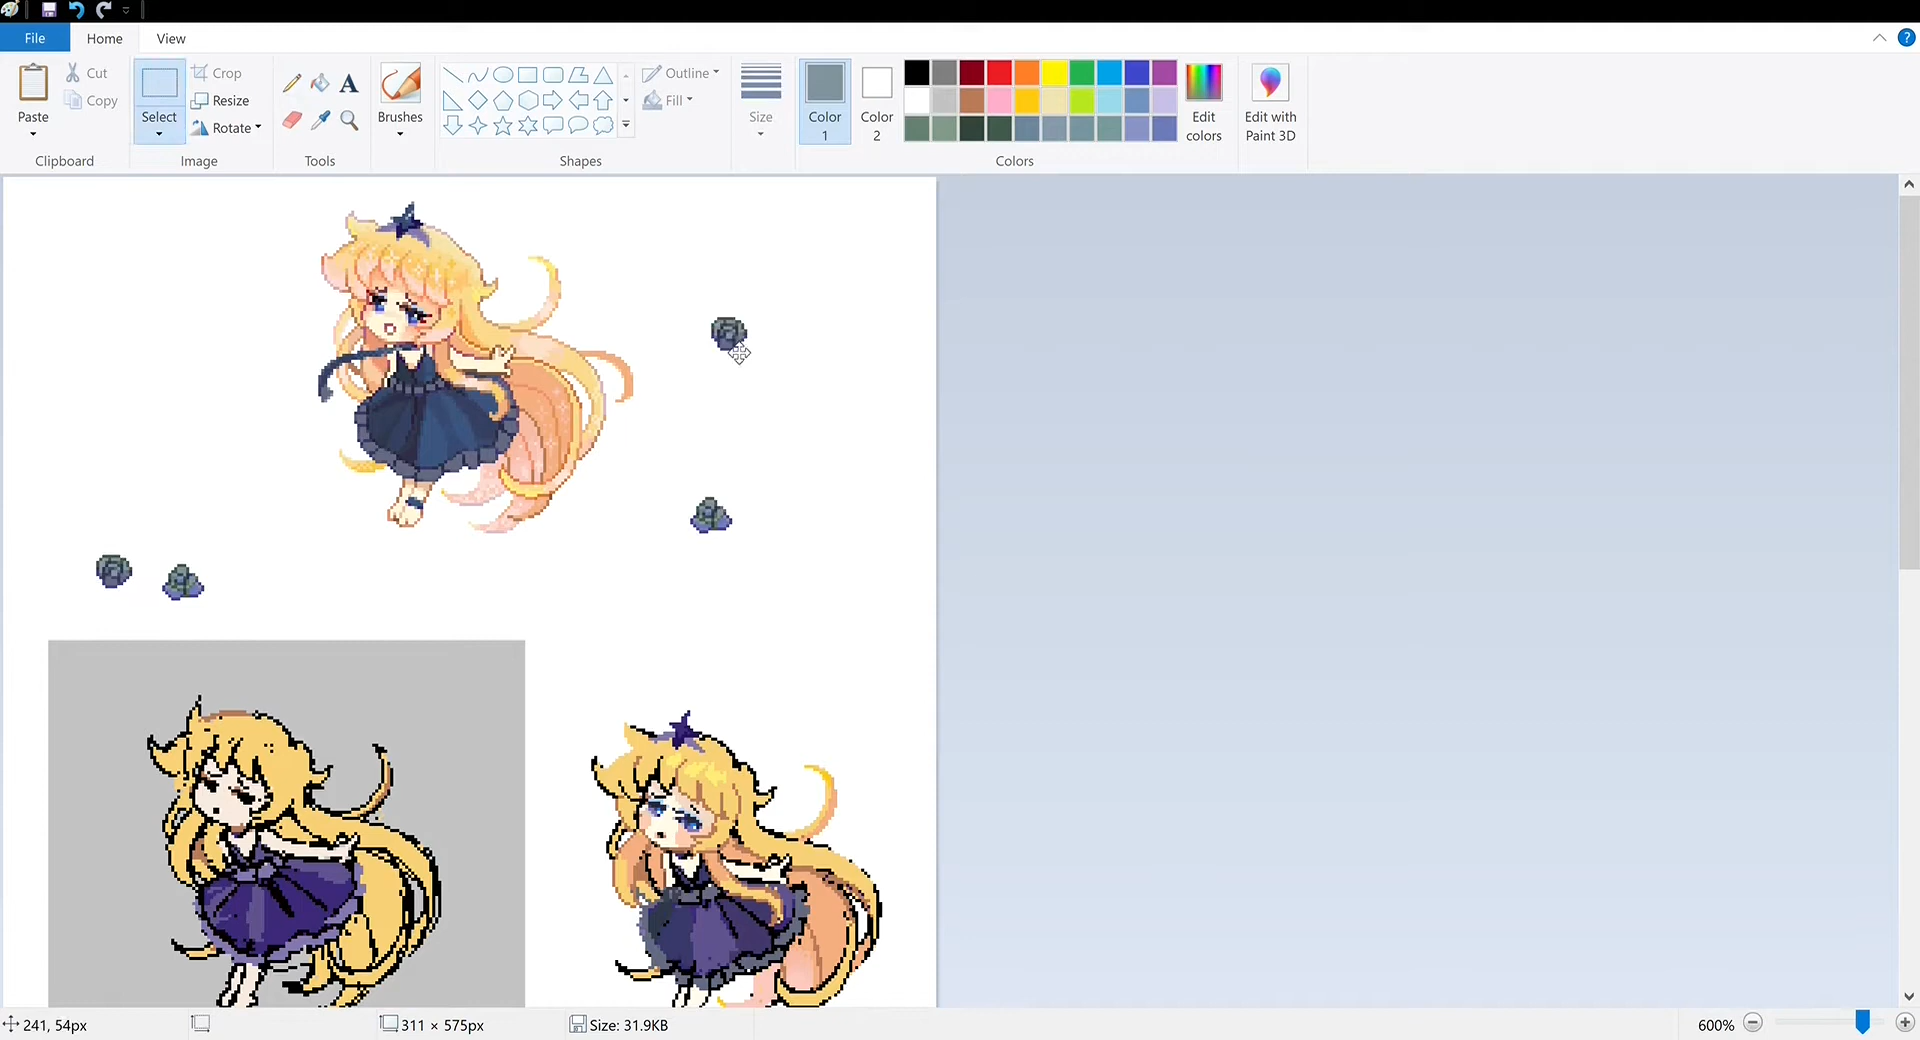 File Home View
Paste
Cut
Copy
Clipboard
Select
Crop
Resize
Rotate
Image
A
Tools
Brushes
Outline
Fill
Shapes
Size
Color
1
Color
2
Edit
colors
Colors
Edit with
Paint 3D
?
241, 54px
311 × 575px
Size: 31.9KB
600%